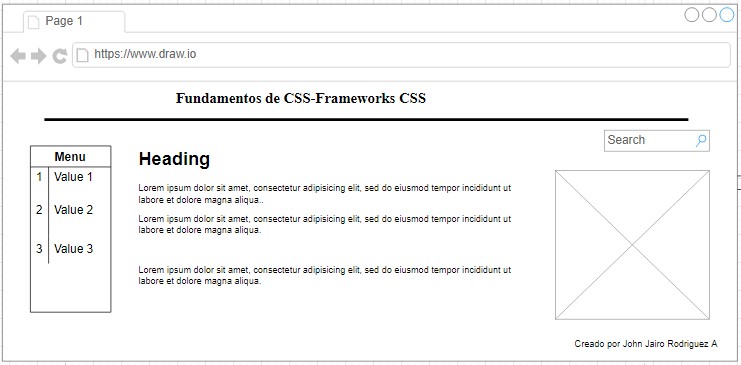 Page 1
https://www.draw.io
Fundamentos de CSS-Frameworks CSS
Search
Menu
1 Value 1
2 Value 2
3 Value 3
Heading
Lorem ipsum dolor sit amet, consectetur adipisicing elit, sed do eiusmod tempor incididunt ut
labore et dolore magna aliqua..
Lorem ipsum dolor sit amet, consectetur adipisicing elit, sed do eiusmod tempor incididunt ut
labore et dolore magna aliqua.
Lorem ipsum dolor sit amet, consectetur adipisicing elit, sed do eiusmod tempor incididunt ut
labore et dolore magna aliqua.
Creado por John Jairo Rodriguez A